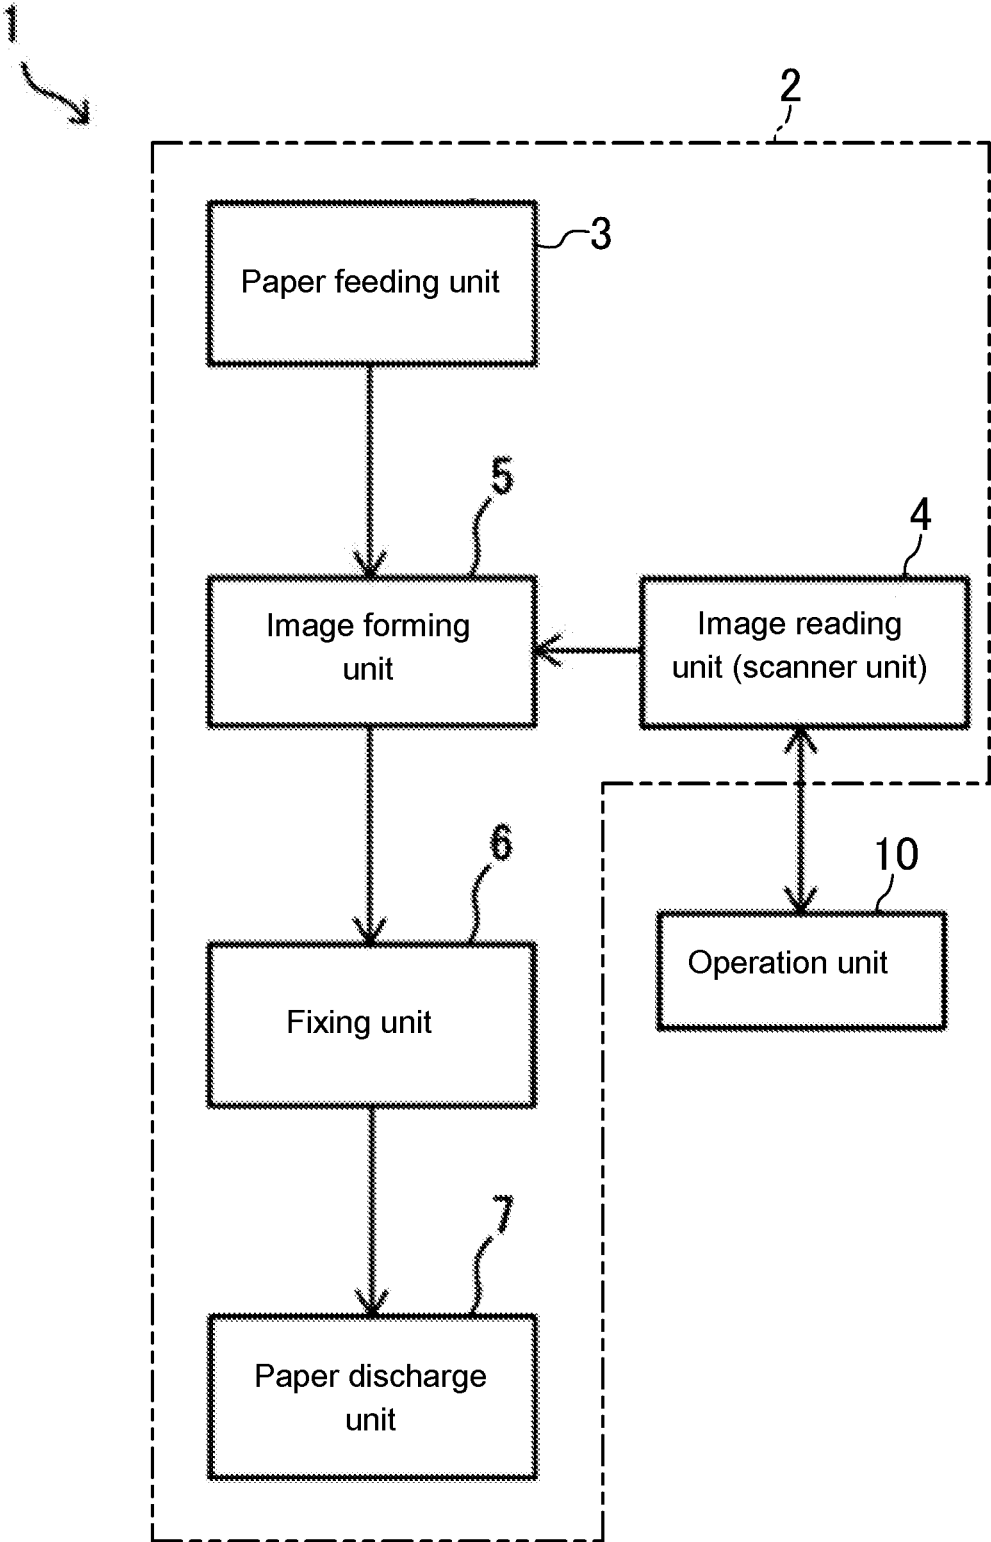 1
2
3
Paper feeding unit
5
4
Image forming
unit
Image reading
unit (scanner unit)
6
10
Operation unit
Fixing unit
7
Paper discharge
unit